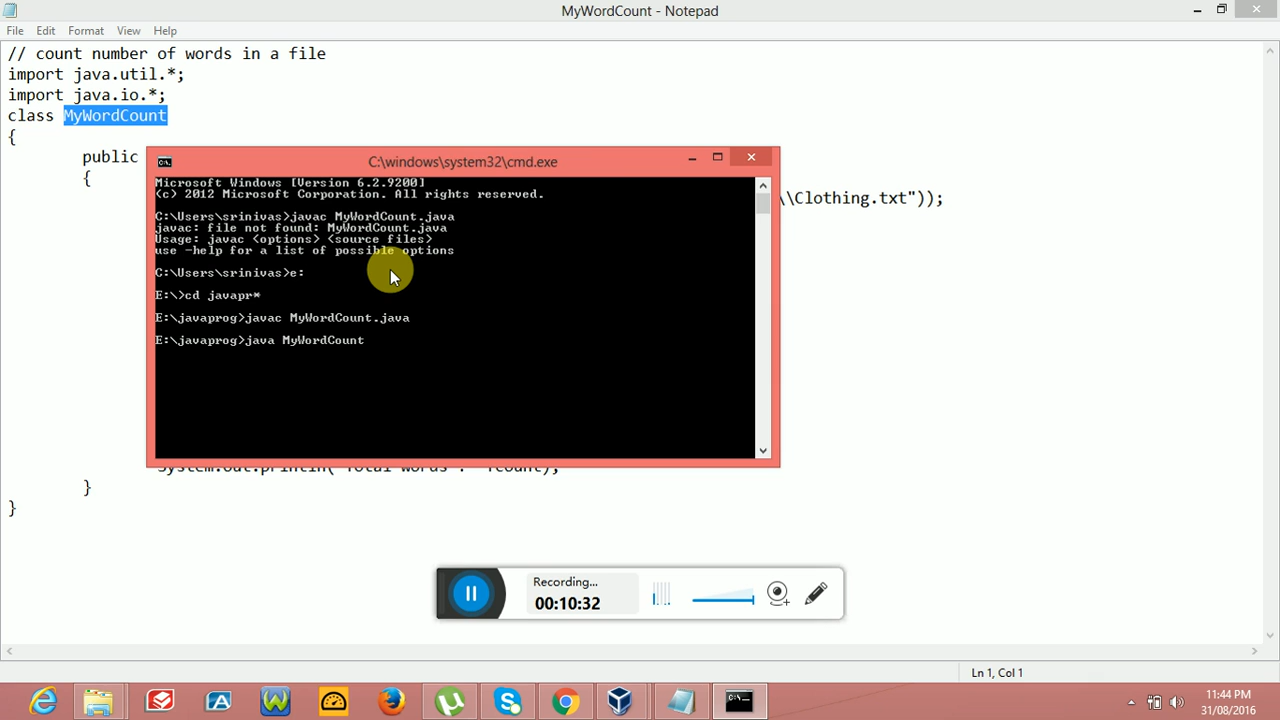 MyWordCount - Notepad
File Edit Format View Help
// count number of words in a file
import java.util.*;
import java.io.*;
class MyWordCount
{
public
{
\\Clothing.txt"));
C:\windows\system32\cmd.exe
Microsoft Windows [Version 6.2.9200]
(c) 2012 Microsoft Corporation. All rights reserved.
C:\Users\srinivas>javac MyWordCount.java
javac: file not found: MyWordCount.java
Usage: javac <options> <source files>
use -help for a list of possible options
C:\Users\srinivas>e:
E:\>cd javapr*
E:\javaprog>javac MyWordCount.java
E:\javaprog>java MyWordCount
}
}
Recording...
00:10:32
Ln 1, Col 1
11:44 PM
31/08/2016